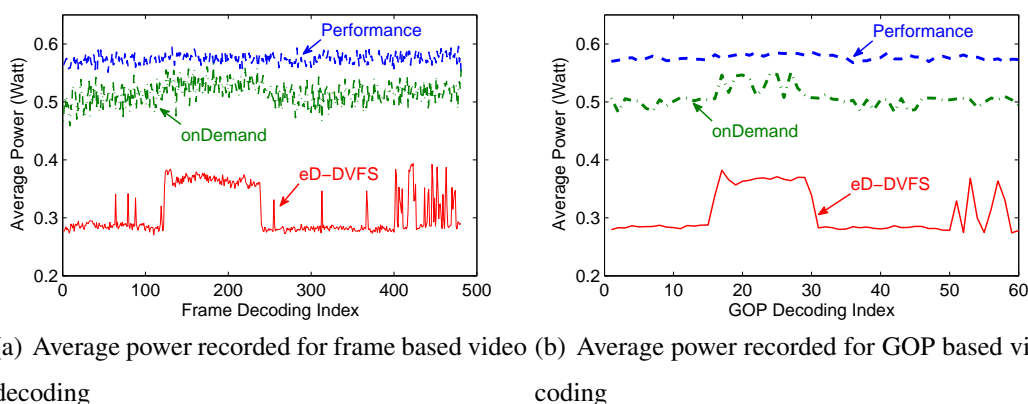 0.6
0.5
0.4
0.3
0.2
Average Power (Watt)
Performance
onDemand
eD−DVFS
0 100 200 300 400 500
Frame Decoding Index
0.6
0.5
0.4
0.3
0.2
Average Power (Watt)
Performance
onDemand
eD−DVFS
0 10 20 30 40 50 60
GOP Decoding Index
a) Average power recorded for frame based video
decoding
(b) Average power recorded for GOP based vi
coding